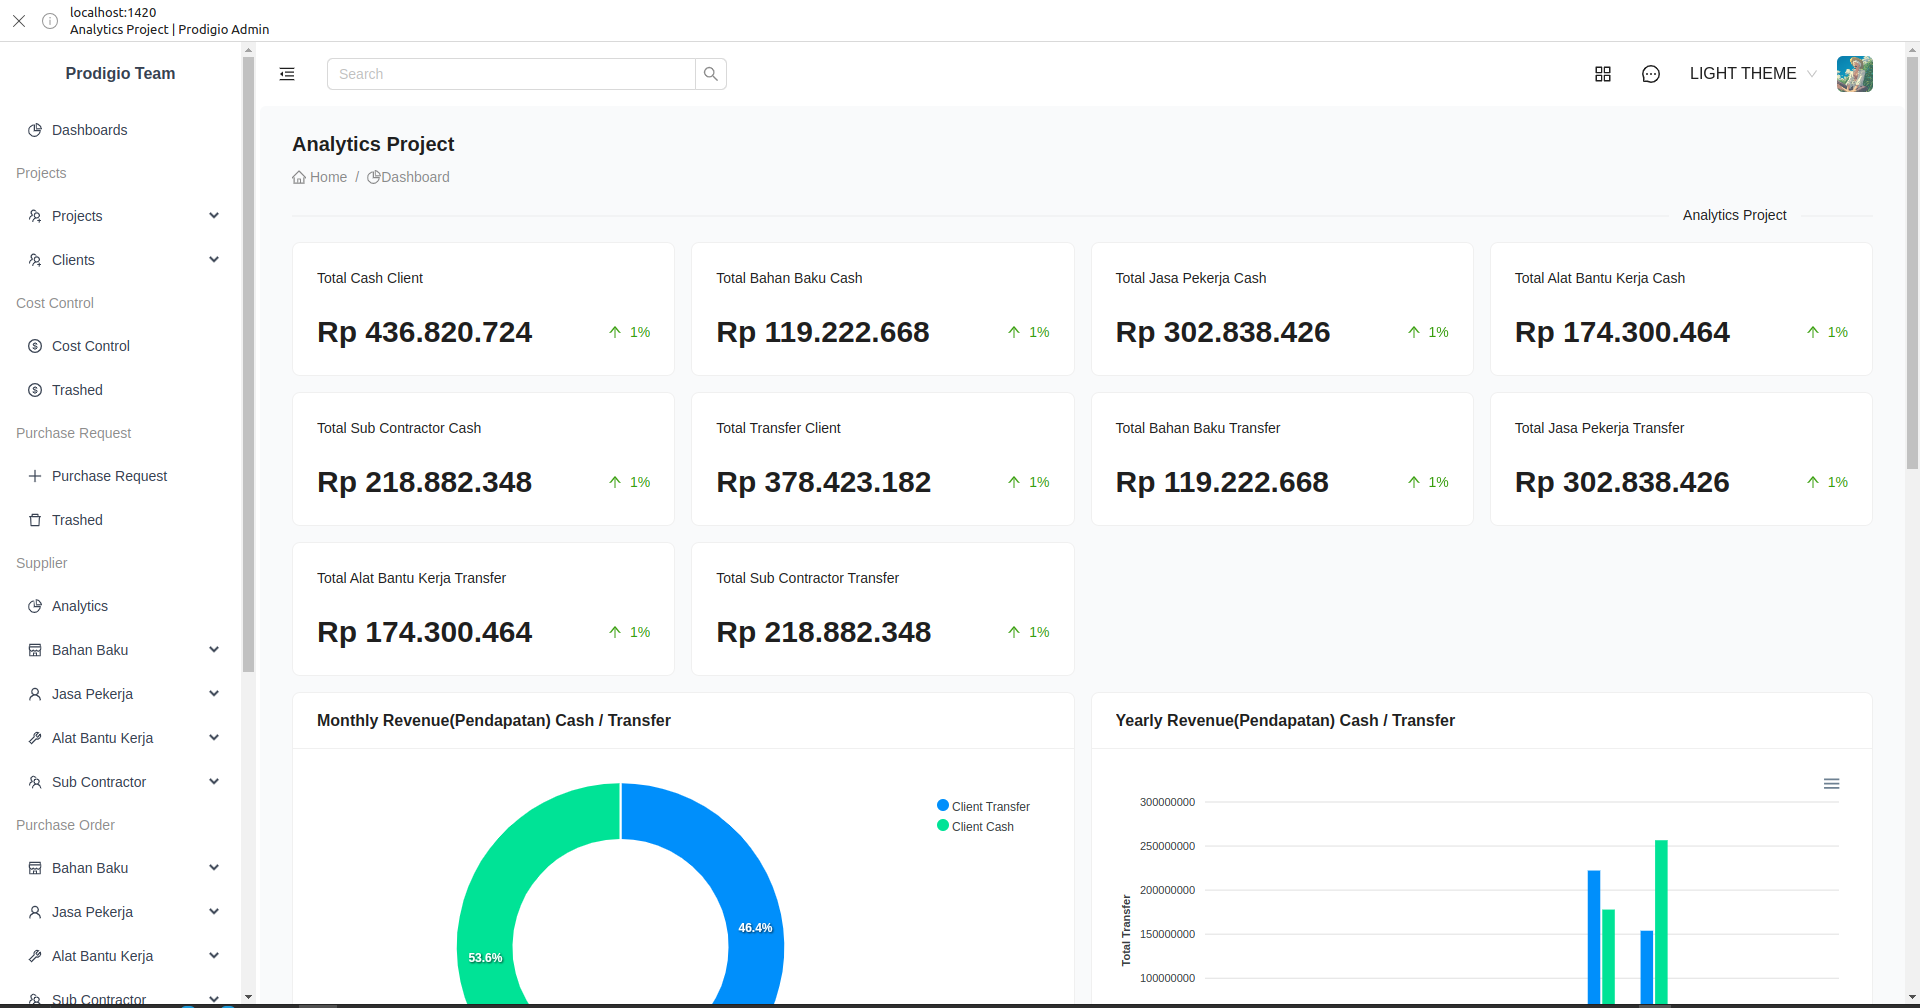 localhost:1420
Analytics Project | Prodigio Admin
Prodigio Team
Dashboards
Projects
Projects
Clients
Cost Control
Cost Control
Trashed
Purchase Request
Purchase Request
Trashed
Supplier
Analytics
Bahan Baku
Jasa Pekerja
Alat Bantu Kerja
Sub Contractor
Purchase Order
Bahan Baku
Jasa Pekerja
Alat Bantu Kerja
Sub Contractor
Search
LIGHT THEME
Analytics Project
Home / Dashboard
Analytics Project
Total Cash Client
Rp 436.820.724
1%
Total Bahan Baku Cash
Rp 119.222.668
1%
Total Jasa Pekerja Cash
Rp 302.838.426
1%
Total Alat Bantu Kerja Cash
Rp 174.300.464
1%
Total Sub Contractor Cash
Rp 218.882.348
1%
Total Transfer Client
Rp 378.423.182
1%
Total Bahan Baku Transfer
Rp 119.222.668
1%
Total Jasa Pekerja Transfer
Rp 302.838.426
1%
Total Alat Bantu Kerja Transfer
Rp 174.300.464
1%
Total Sub Contractor Transfer
Rp 218.882.348
1%
Monthly Revenue(Pendapatan) Cash / Transfer
Client Transfer
Client Cash
46.4%
53.6%
Yearly Revenue(Pendapatan) Cash / Transfer
300000000
250000000
200000000
150000000
100000000
Total Transfer